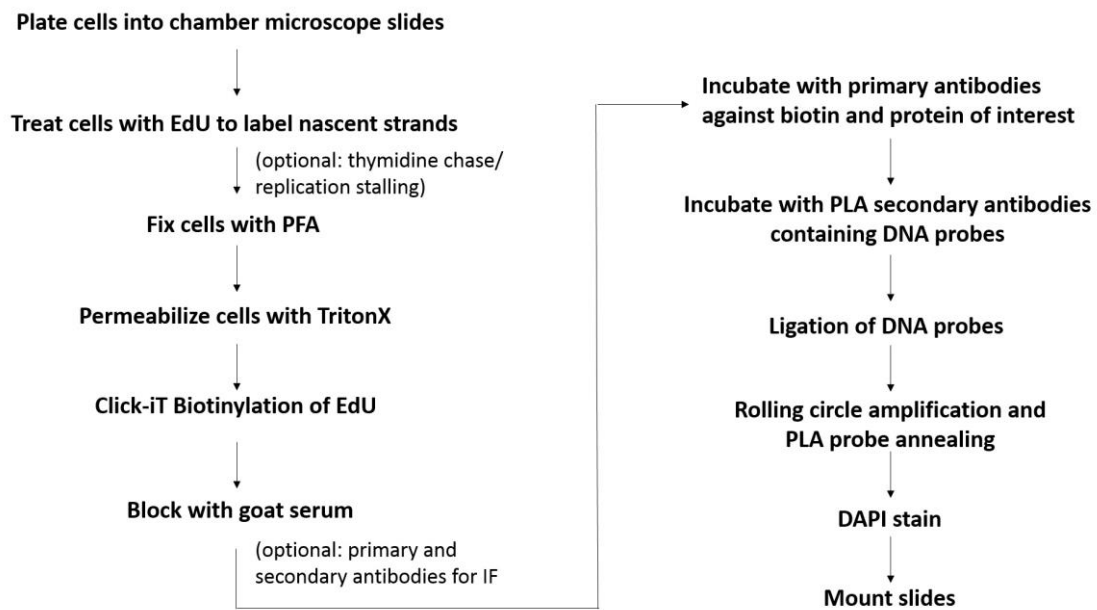 Plate cells into chamber microscope slides
Treat cells with EdU to label nascent strands
(optional: thymidine chase/
replication stalling)
Fix cells with PFA
Permeabilize cells with TritonX
Click-iT Biotinylation of EdU
Block with goat serum
(optional: primary and
secondary antibodies for IF
Incubate with primary antibodies
against biotin and protein of interest
Incubate with PLA secondary antibodies
containing DNA probes
Ligation of DNA probes
Rolling circle amplification and
PLA probe annealing
DAPI stain
Mount slides